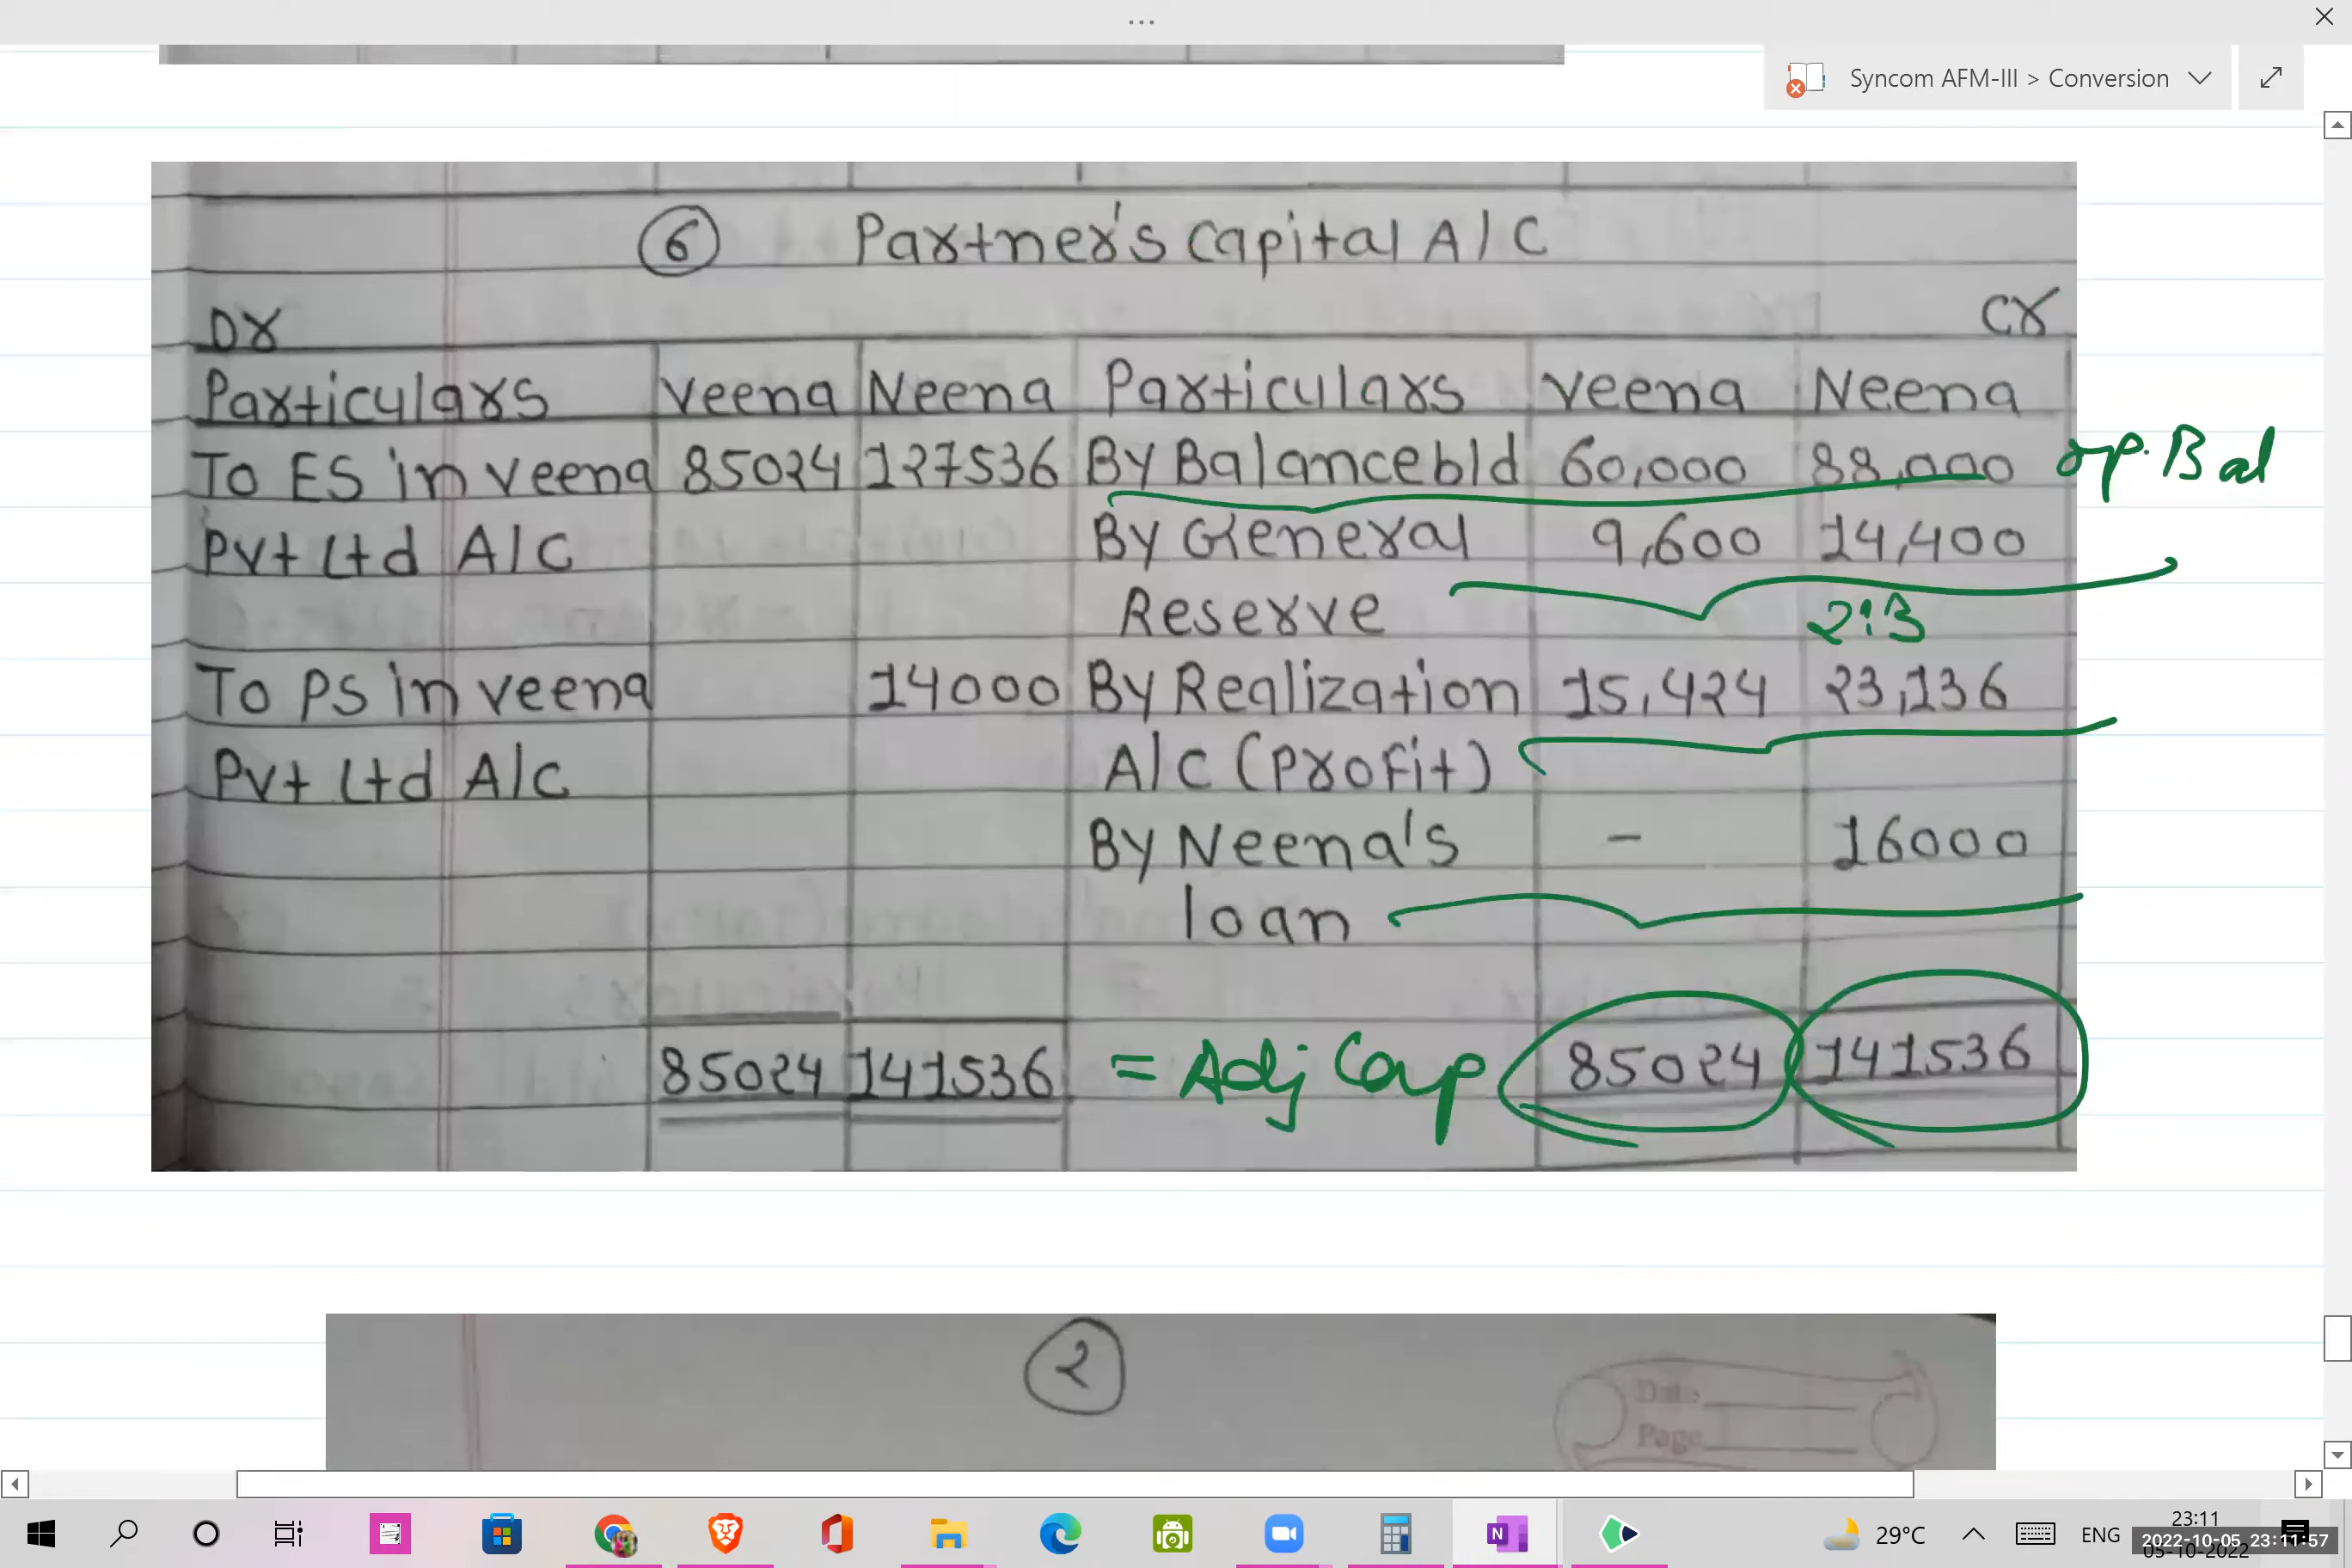 ...
Syncom AFM-III > Conversion
6 Partner's Capital A/C
Dr Cr
Particulars Veena Neena Particulars Veena Neena
To ES in Veena 85024 127536 By Balance bld 60,000 88,000 op. Bal
Pvt Ltd A/C By General 9,600 14,400
Reserve 2:3
To PS in Veena 14000 By Realization 15,424 23,136
Pvt Ltd A/C A/C (Profit)
By Neena's - 16000
loan
85024 141536 = Adj Cap 85024 141536
2
Date
Page
29°C ENG 23:11
2022-10-05, 23:11:57
05-10-2022